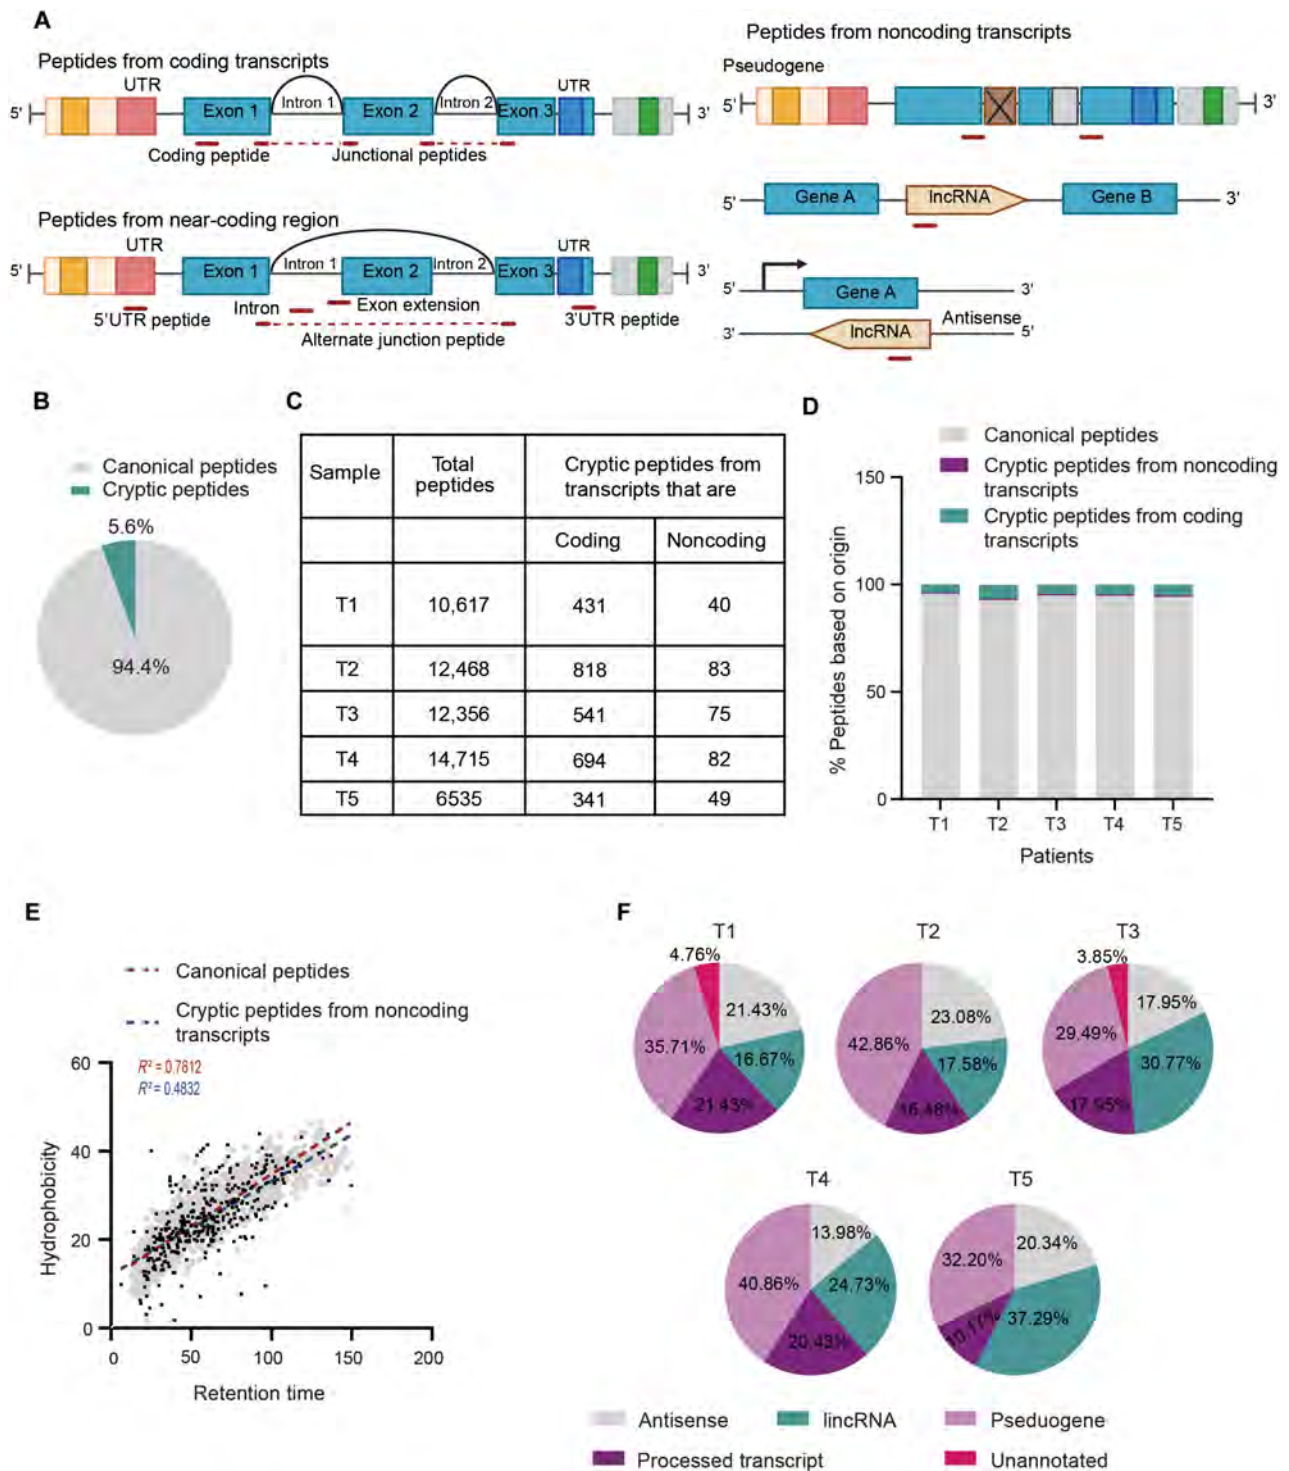 A
Peptides from coding transcripts
UTR
UTR
5'
Exon 1
Intron 1
Exon 2
Intron 2
Exon 3
3'
Coding peptide
Junctional peptides
Peptides from near-coding region
UTR
UTR
5'
Exon 1
Intron 1
Exon 2
Intron 2
Exon 3
3'
Intron
Exon extension
5'UTR peptide
3'UTR peptide
Alternate junction peptide
Peptides from noncoding transcripts
Pseudogene
5'
3'
5'
Gene A
lncRNA
Gene B
3'
5'
Gene A
3'
3'
lncRNA
Antisense
5'
B
Canonical peptides
Cryptic peptides
5.6%
94.4%
C
Sample
Total peptides
Cryptic peptides from
transcripts that are
Coding
Noncoding
T1 10,617 431 40
T2 12,468 818 83
T3 12,356 541 75
T4 14,715 694 82
T5 6535 341 49
D
Canonical peptides
Cryptic peptides from noncoding
transcripts
Cryptic peptides from coding
transcripts
% Peptides based on origin
150
100
50
0
T1 T2 T3 T4 T5
Patients
E
Canonical peptides
Cryptic peptides from noncoding
transcripts
R² = 0.7812
R² = 0.4832
Hydrophobicity
60
40
20
0
0 50 100 150 200
Retention time
F
T1
4.76%
21.43%
16.67%
21.43%
35.71%
T2
23.08%
17.58%
16.48%
42.86%
T3
3.85%
17.95%
30.77%
17.95%
29.49%
T4
13.98%
24.73%
20.43%
40.86%
T5
20.34%
37.29%
10.17%
32.20%
Antisense
lincRNA
Pseduogene
Processed transcript
Unannotated